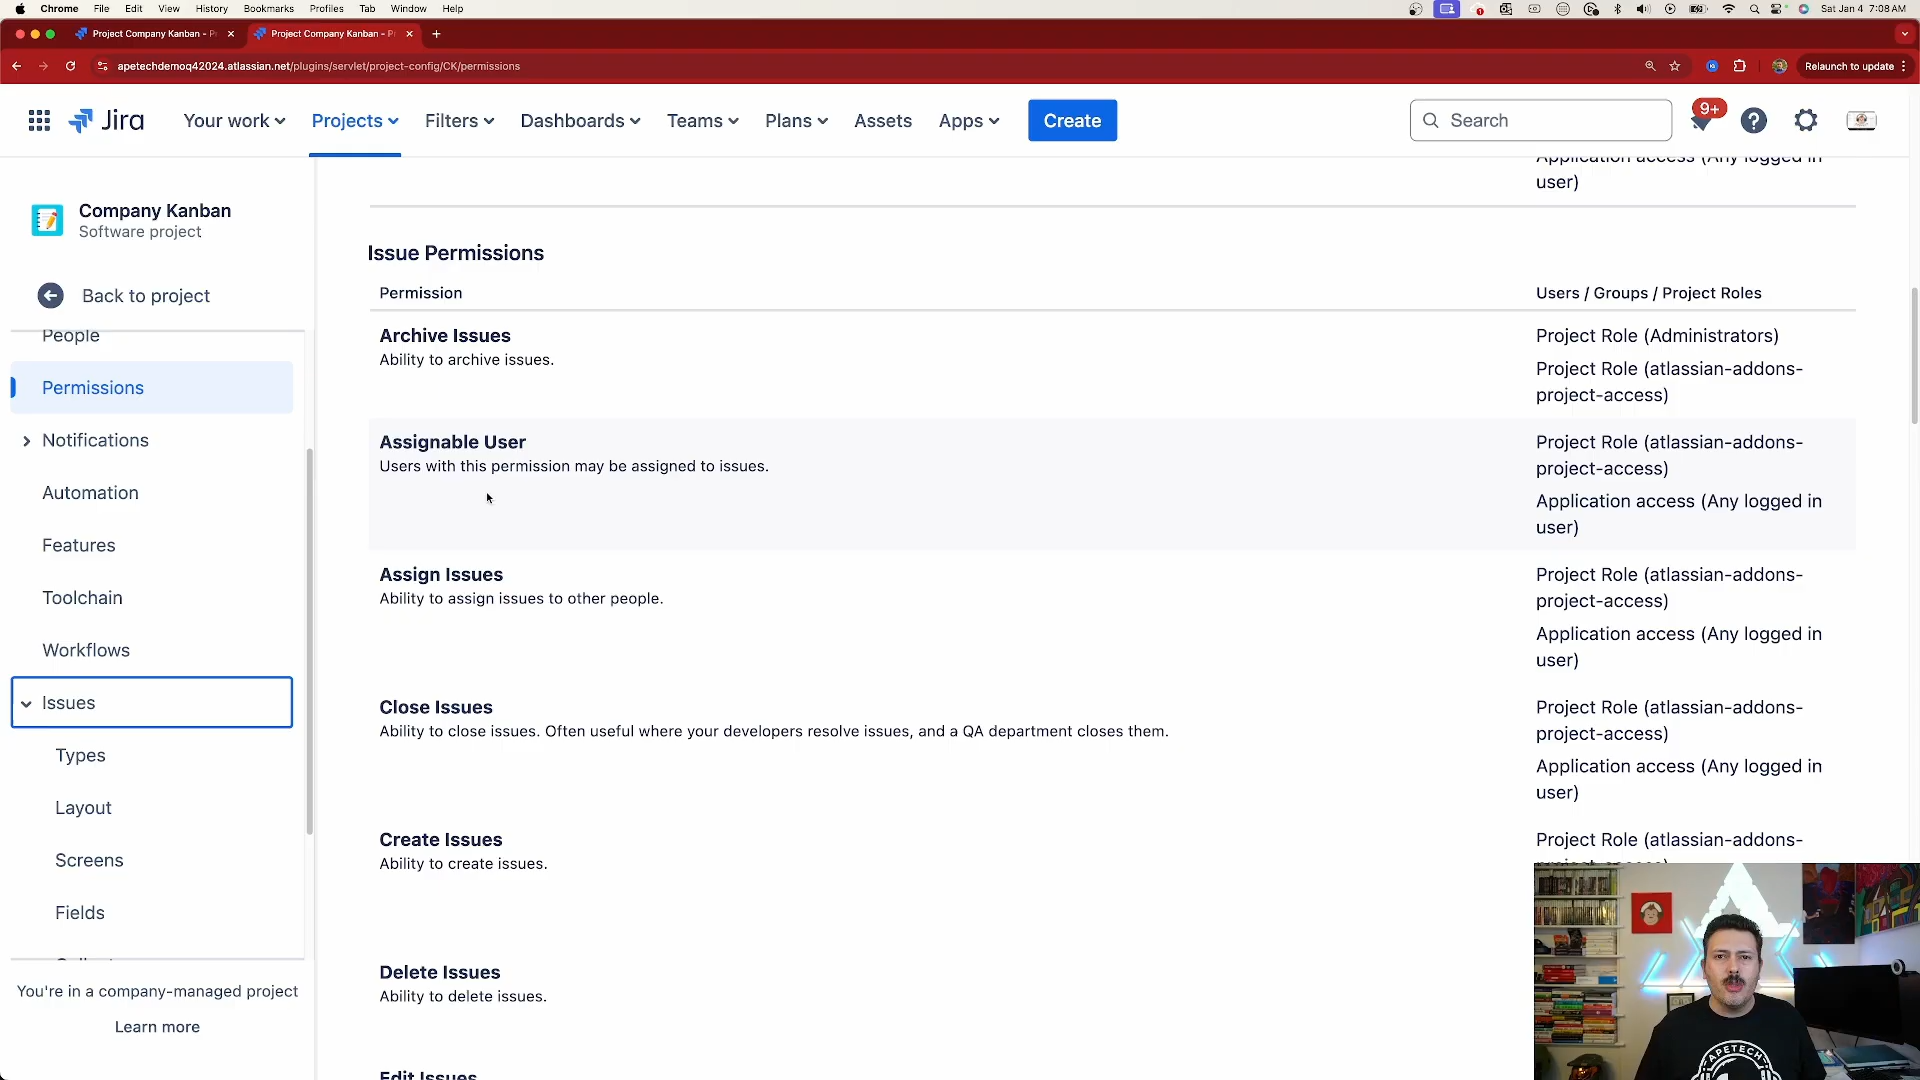 Chrome File Edit View History Bookmarks Profiles Tab Window Help Sat Jan 4 7:08 AM
Project Company Kanban - P Project Company Kanban - P
apetechdemoq42024.atlassian.net/plugins/servlet/project-config/CK/permissions Relaunch to update
Jira Your work Projects Filters Dashboards Teams Plans Assets Apps Create Search 9+
Company Kanban
Software project
Back to project
People
Permissions
Notifications
Automation
Features
Toolchain
Workflows
Issues
Types
Layout
Screens
Fields
You're in a company-managed project
Learn more
Application access (Any logged in
user)
Issue Permissions
Permission Users / Groups / Project Roles
Archive Issues
Ability to archive issues.
Project Role (Administrators)
Project Role (atlassian-addons-
project-access)
Assignable User
Users with this permission may be assigned to issues.
Project Role (atlassian-addons-
project-access)
Application access (Any logged in
user)
Assign Issues
Ability to assign issues to other people.
Project Role (atlassian-addons-
project-access)
Application access (Any logged in
user)
Close Issues
Ability to close issues. Often useful where your developers resolve issues, and a QA department closes them.
Project Role (atlassian-addons-
project-access)
Application access (Any logged in
user)
Create Issues
Ability to create issues.
Project Role (atlassian-addons-
Delete Issues
Ability to delete issues.
Edit Issues
APETECH